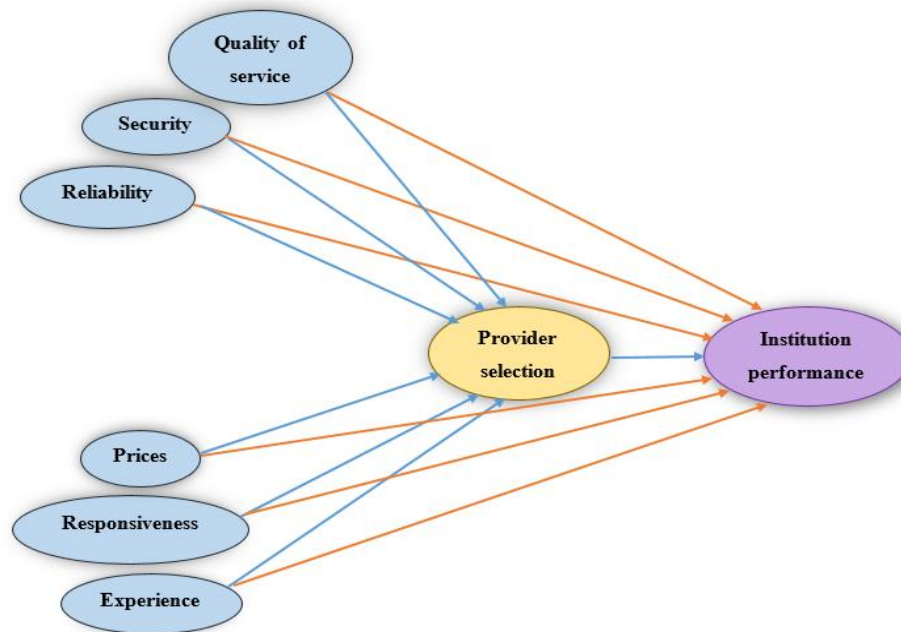 Quality of
service
Security
Reliability
Provider
selection
Institution
performance
Prices
Responsiveness
Experience